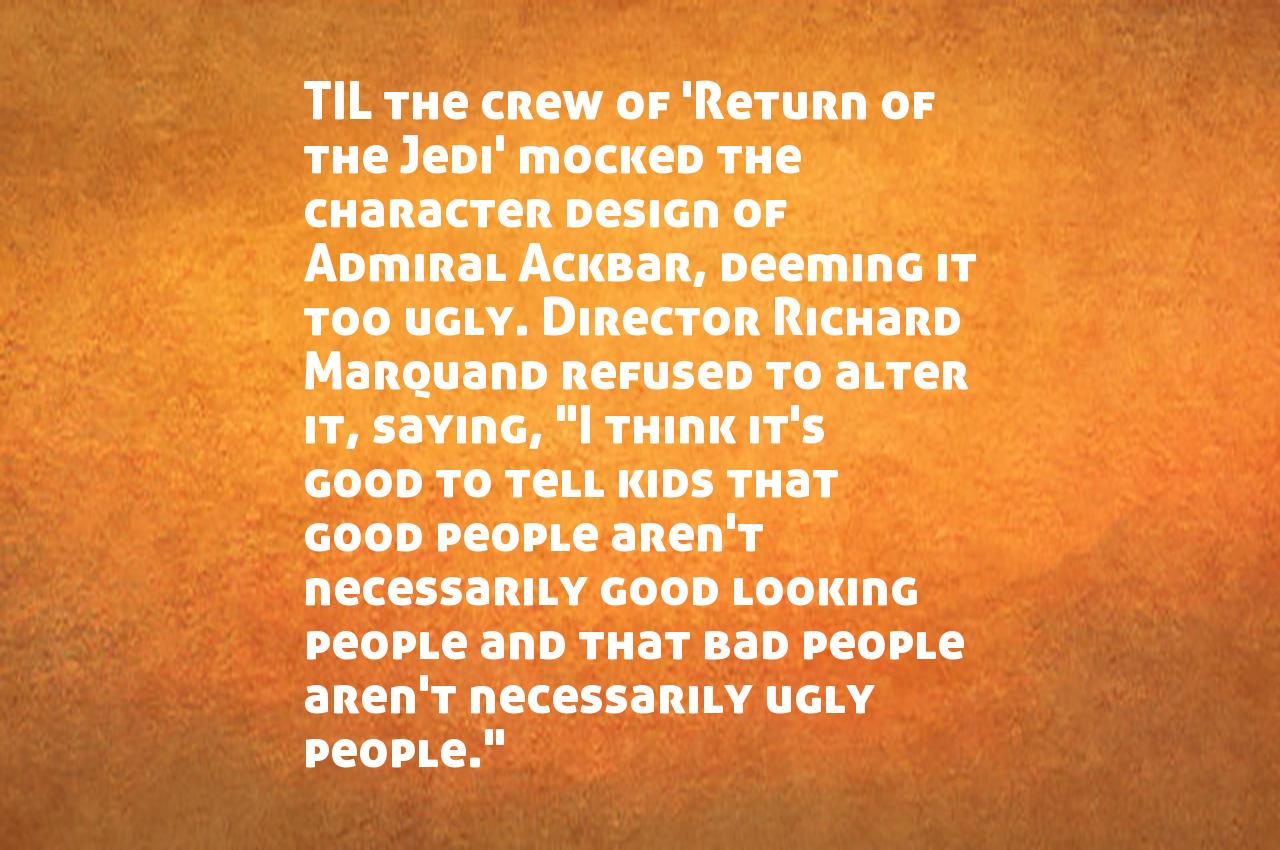 TIL the crew of 'Return of
the Jedi' mocked the
character design of
Admiral Ackbar, deeming it
too ugly. Director Richard
Marquand refused to alter
it, saying, "I think it's
good to tell kids that
good people aren't
necessarily good looking
people and that bad people
aren't necessarily ugly
people."